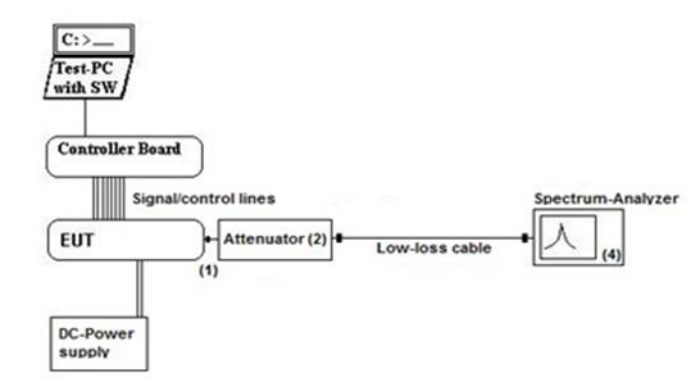 C:>__
Test-PC
with SW
Controller Board
Signal/control lines
Spectrum-Analyzer
EUT
Attenuator (2)
Low-loss cable
(4)
(1)
DC-Power
supply